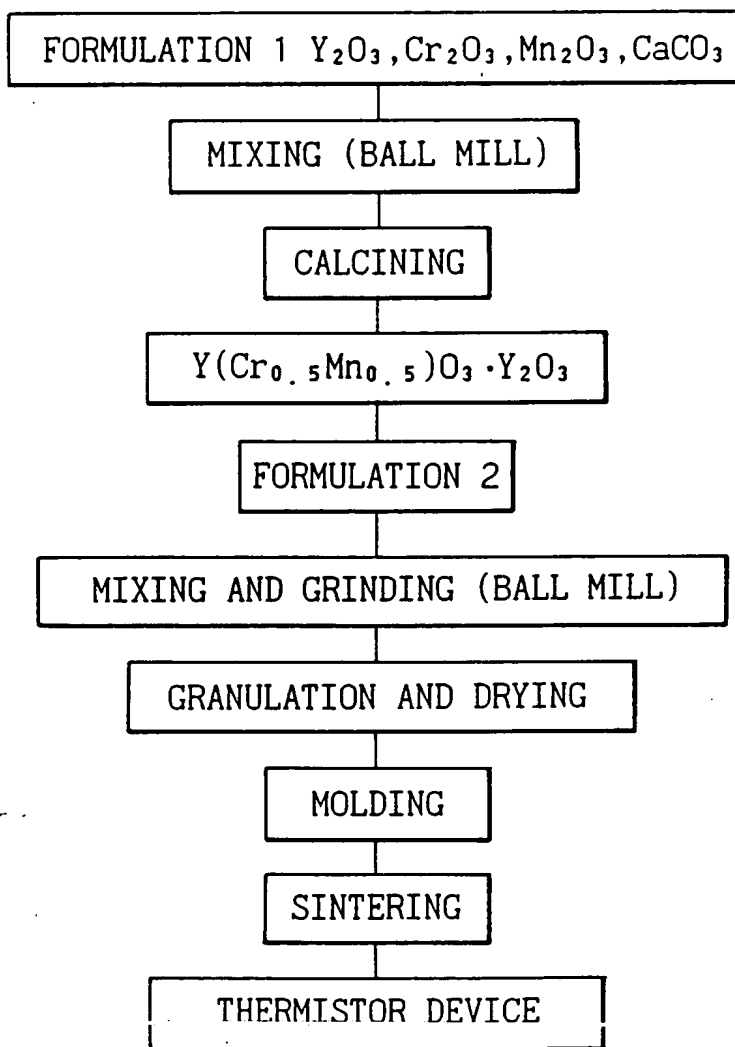 FORMULATION 1 Y₂O₃,Cr₂O₃,Mn₂O₃,CaCO₃
MIXING (BALL MILL)
CALCINING
Y(Cr₀.₅Mn₀.₅)O₃·Y₂O₃
FORMULATION 2
MIXING AND GRINDING (BALL MILL)
GRANULATION AND DRYING
MOLDING
SINTERING
THERMISTOR DEVICE